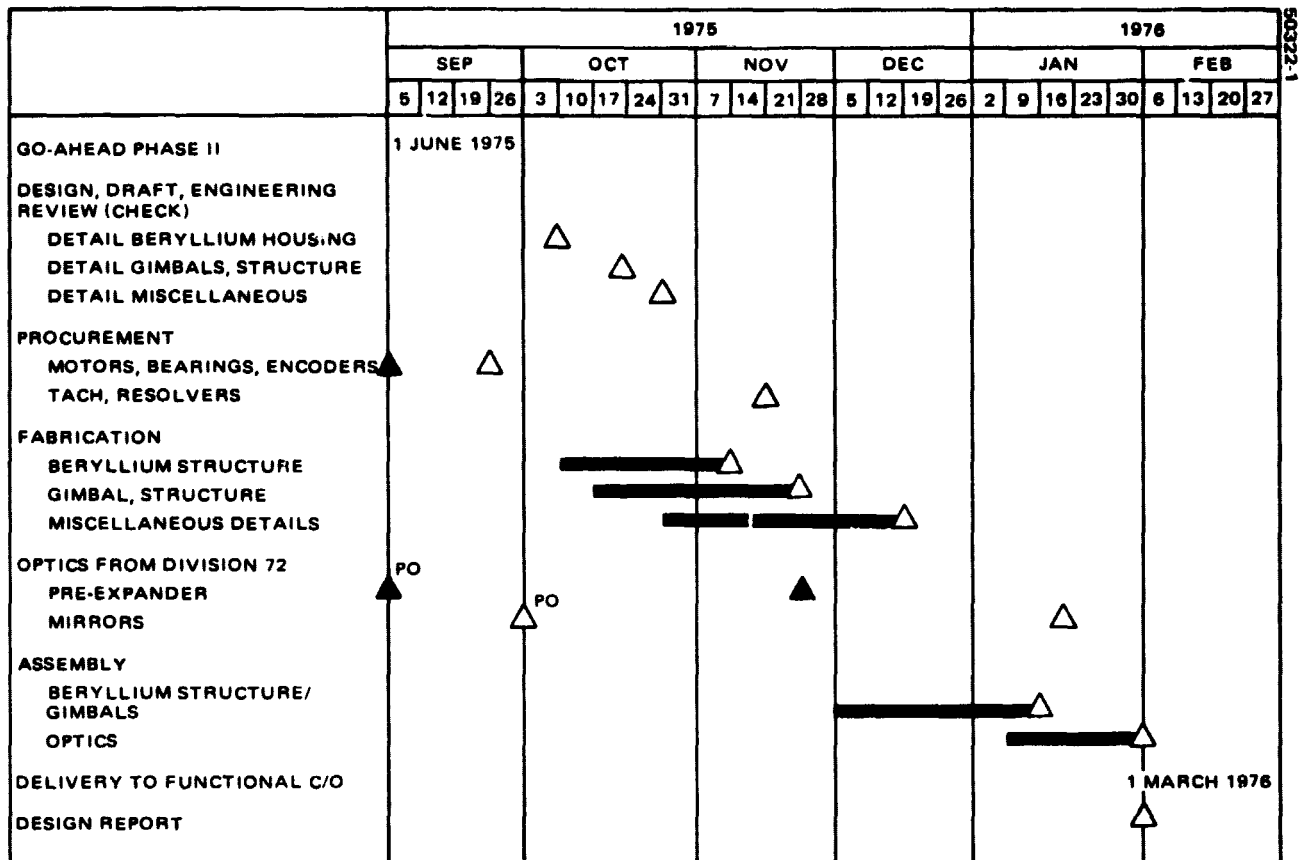 1975 1976
SEP OCT NOV DEC JAN FEB
5 12 19 26 3 10 17 24 31 7 14 21 28 5 12 19 26 2 9 16 23 30 6 13 20 27
GO-AHEAD PHASE II 1 JUNE 1975
DESIGN, DRAFT, ENGINEERING
REVIEW (CHECK)
DETAIL BERYLLIUM HOUSING
DETAIL GIMBALS, STRUCTURE
DETAIL MISCELLANEOUS
PROCUREMENT
MOTORS, BEARINGS, ENCODERS
TACH, RESOLVERS
FABRICATION
BERYLLIUM STRUCTURE
GIMBAL, STRUCTURE
MISCELLANEOUS DETAILS
OPTICS FROM DIVISION 72
PO
PRE-EXPANDER
PO
MIRRORS
ASSEMBLY
BERYLLIUM STRUCTURE/
GIMBALS
OPTICS
DELIVERY TO FUNCTIONAL C/O 1 MARCH 1976
DESIGN REPORT
50322-1